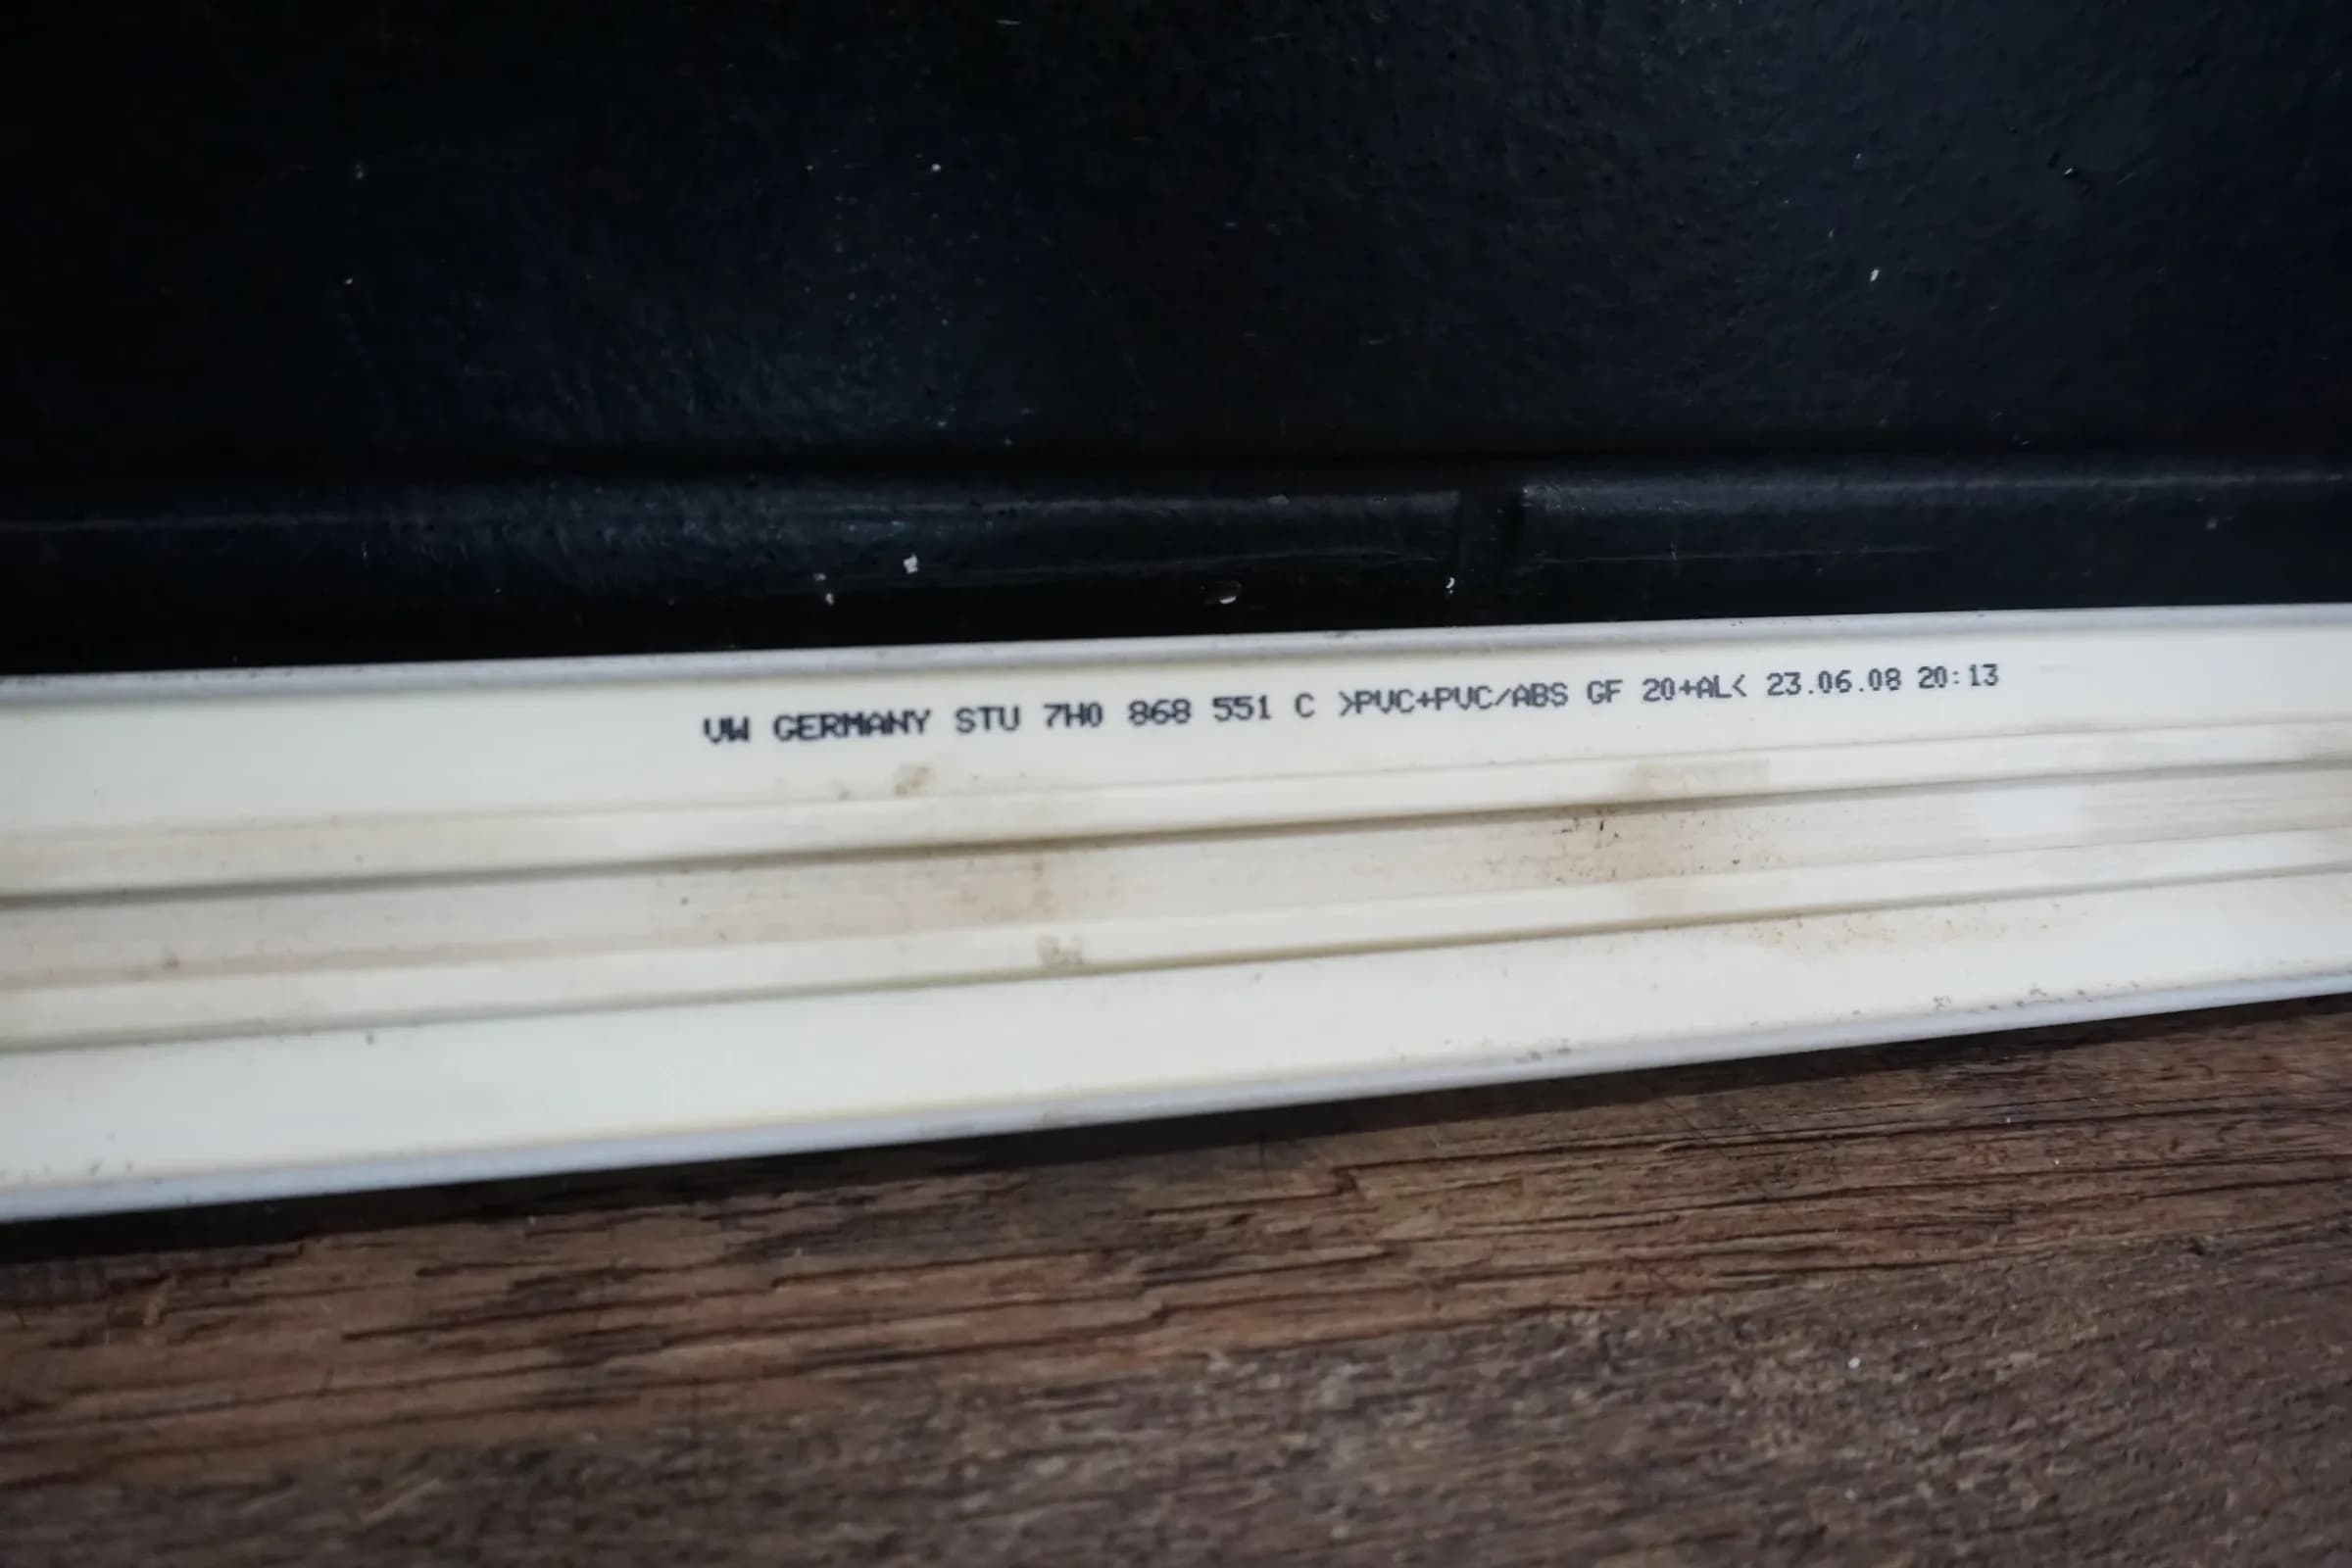 VW GERMANY STU 7H0 868 551 C >PVC+PVC/ABS GF 20+AL< 23.06.08 20:13